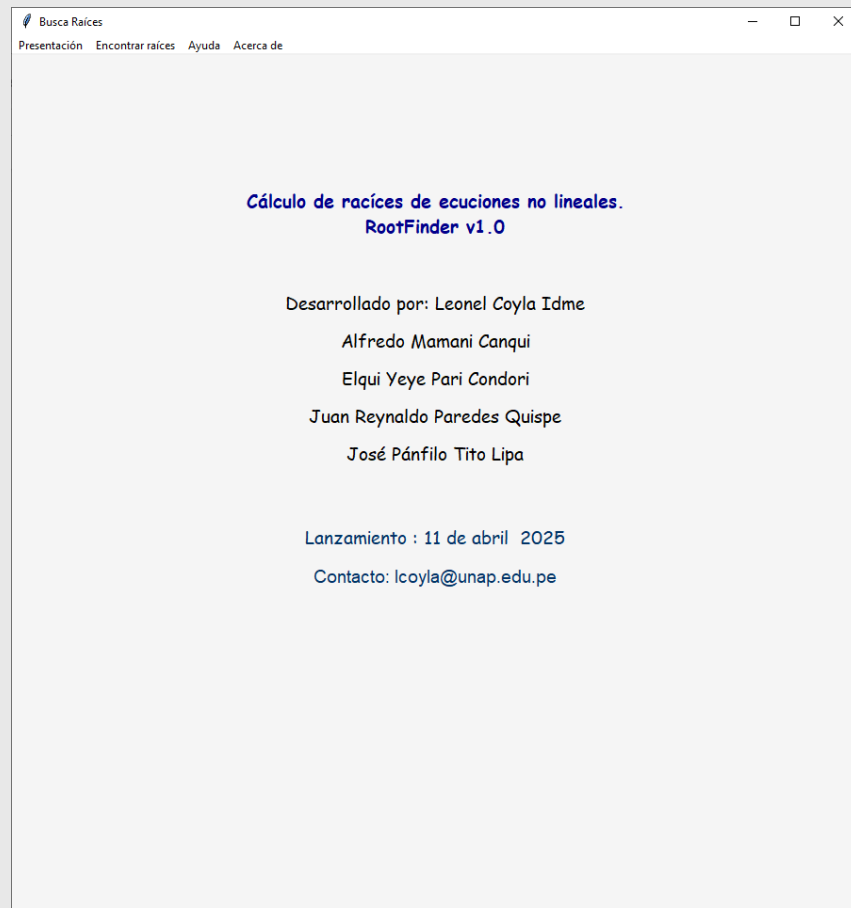 Busca Raíces
Presentación Encontrar raíces Ayuda Acerca de
Cálculo de racíces de ecuciones no lineales.
RootFinder v1.0
Desarrollado por: Leonel Coyla Idme
Alfredo Mamani Canqui
Elqui Yeye Pari Condori
Juan Reynaldo Paredes Quispe
José Pánfilo Tito Lipa
Lanzamiento : 11 de abril  2025
Contacto: lcoyla@unap.edu.pe